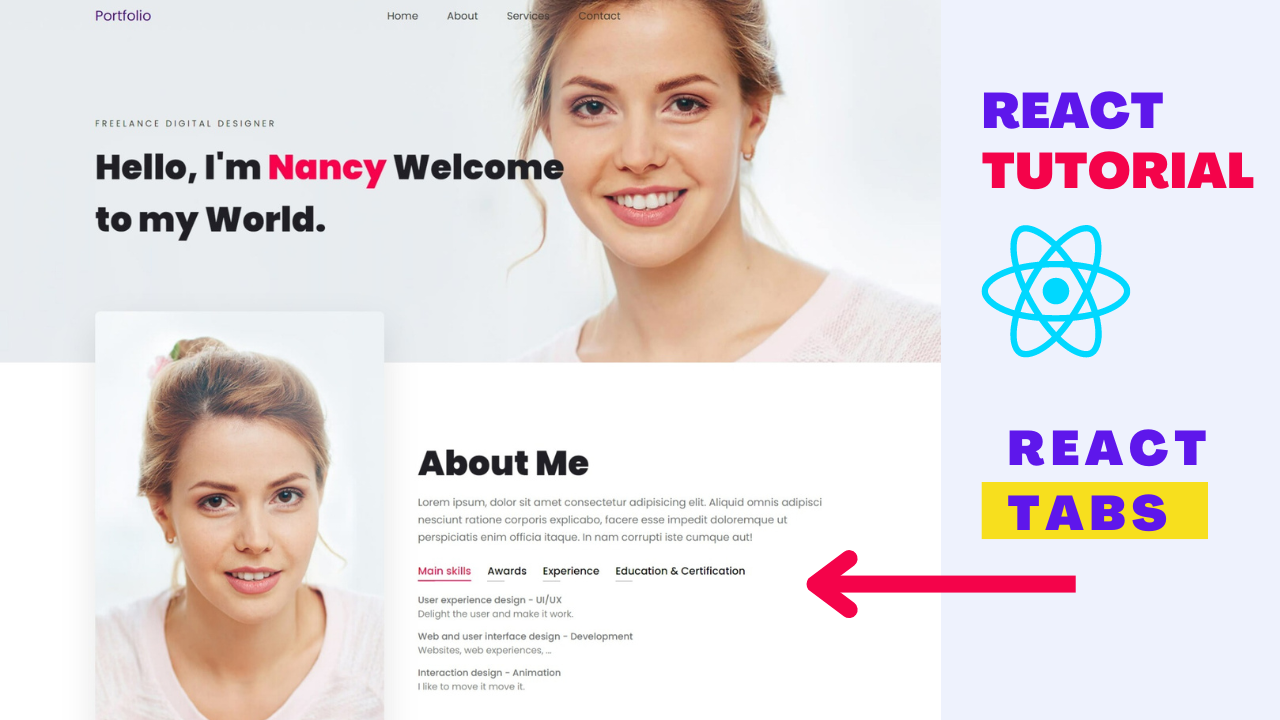 Portfolio
Home About Services Contact
FREELANCE DIGITAL DESIGNER
Hello, I'm Nancy Welcome
to my World.
About Me
Lorem ipsum, dolor sit amet consectetur adipisicing elit. Aliquid omnis adipisci
nesciunt ratione corporis explicabo, facere esse impedit doloremque ut
perspiciatis enim officia itaque. In nam corrupti iste cumque aut!
Main skills Awards Experience Education & Certification
User experience design - UI/UX
Delight the user and make it work.
Web and user interface design - Development
Websites, web experiences, ...
Interaction design - Animation
I like to move it move it.
REACT
TUTORIAL
REACT
TABS